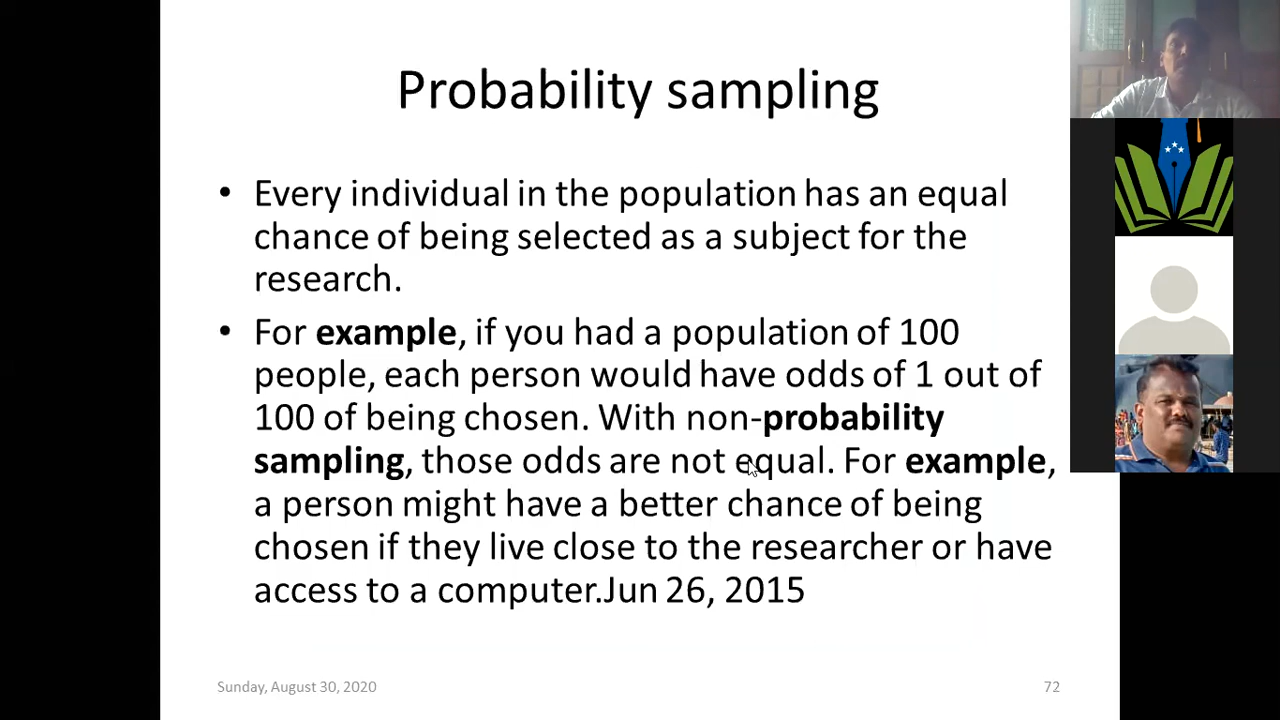 Probability sampling
• Every individual in the population has an equal
chance of being selected as a subject for the
research.
• For example, if you had a population of 100
people, each person would have odds of 1 out of
100 of being chosen. With non-probability
sampling, those odds are not equal. For example,
a person might have a better chance of being
chosen if they live close to the researcher or have
access to a computer.Jun 26, 2015
Sunday, August 30, 2020
72